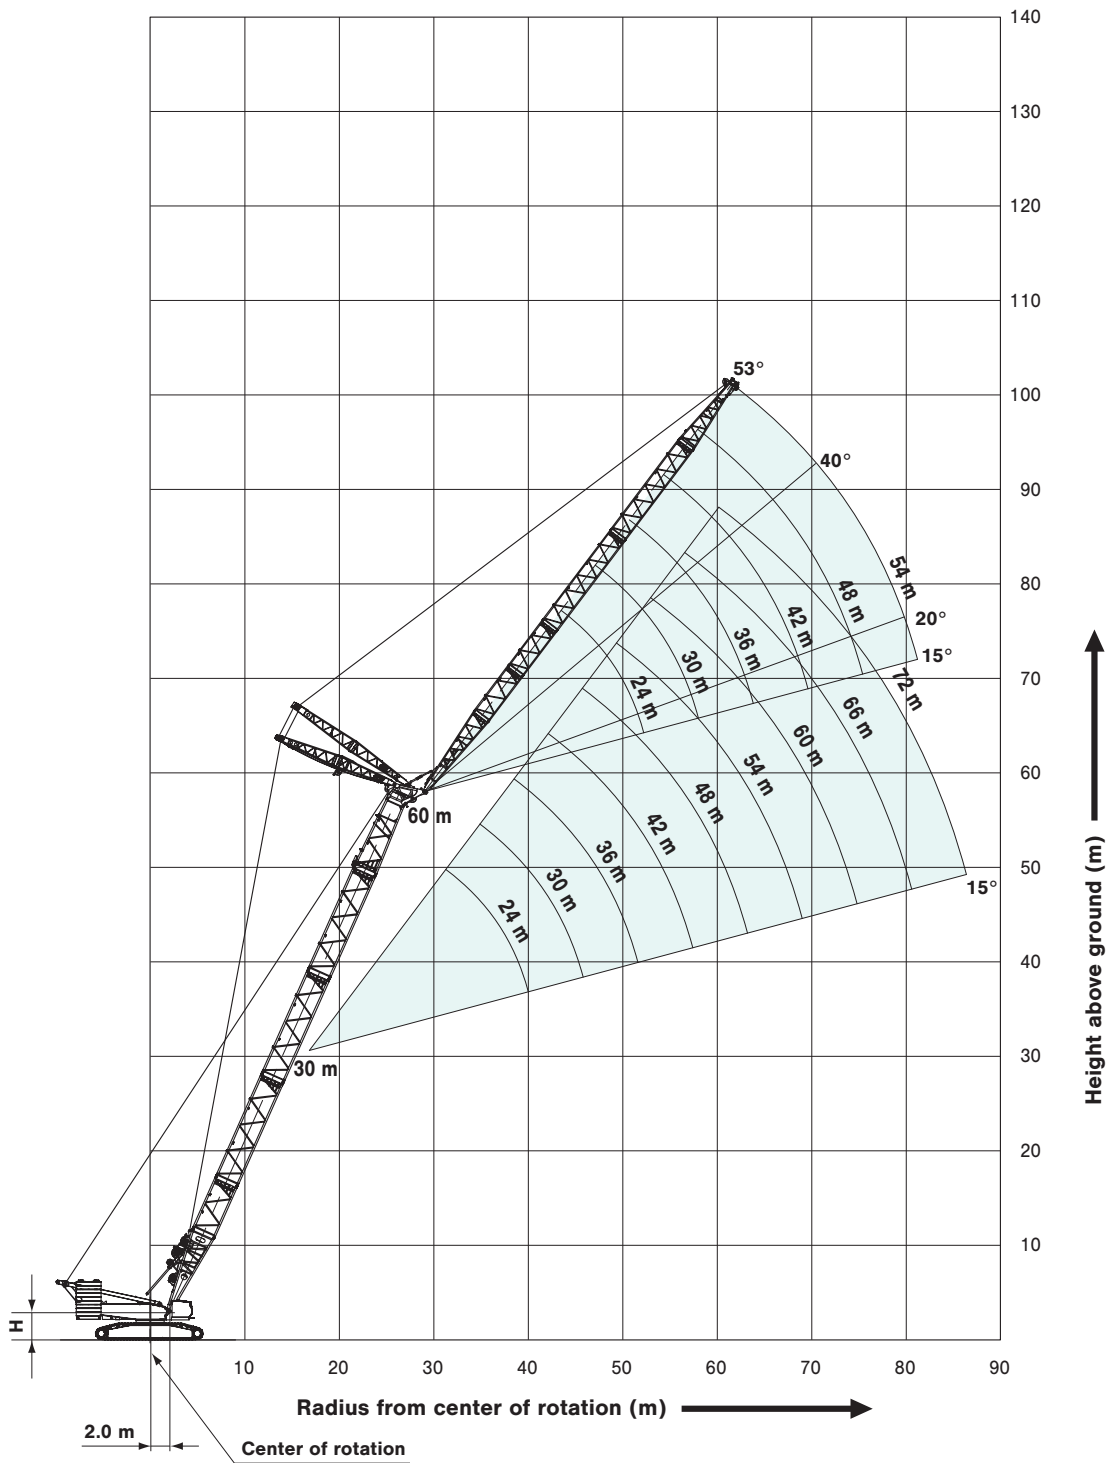 140
130
120
110
53°
100
40°
90
54 m
80
48 m
42 m
20°
36 m
30 m
15°
24 m
72 m
70
66 m
60 m
60
54 m
60 m
48 m
42 m
36 m
50
30 m
15°
24 m
40
30 m
30
20
10
H
10 20 30 40 50 60 70 80 90
Radius from center of rotation (m)
2.0 m
Center of rotation
Height above ground (m)